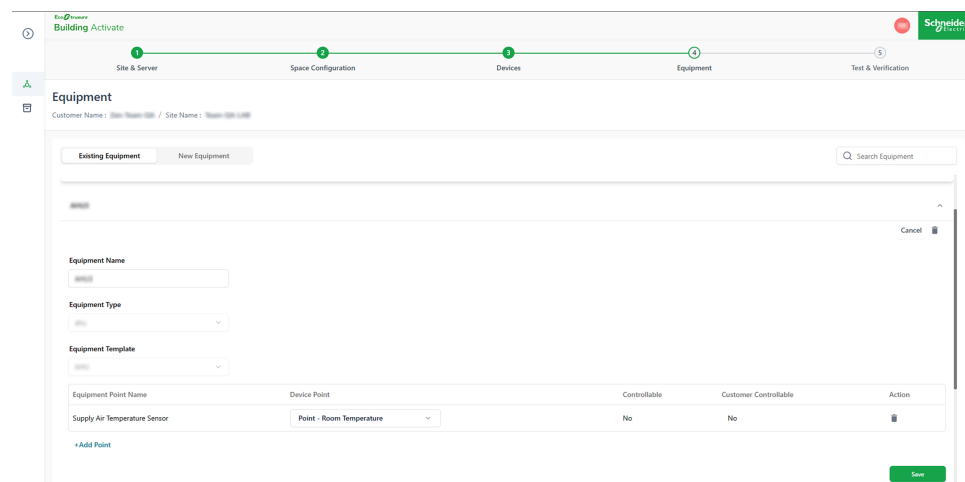 EcoStruxure
Building Activate
Schneider
Electric
1 2 3 4 5
Site & Server Space Configuration Devices Equipment Test & Verification
Equipment
Customer Name : / Site Name :
Existing Equipment New Equipment Search Equipment
Cancel
Equipment Name
Equipment Type
Equipment Template
Equipment Point Name Device Point Controllable Customer Controllable Action
Supply Air Temperature Sensor Point - Room Temperature No No
+Add Point
Save